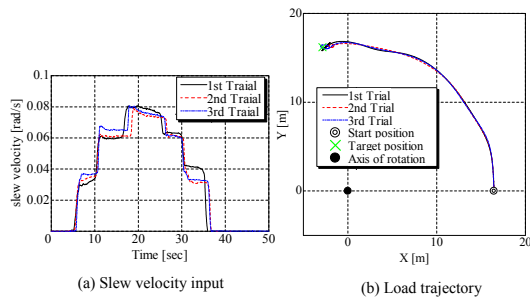 0.1
0.08
0.06
0.04
0.02
slew velocity [rad/s]
1st Traial
2nd Traial
3rd Traial
0 10 20 30 40 50
Time [sec]
(a) Slew velocity input
20
10
0
Y [m]
1st Trial
2nd Trial
3rd Trial
Start position
Target position
Axis of rotation
0 10 20
X [m]
(b) Load trajectory